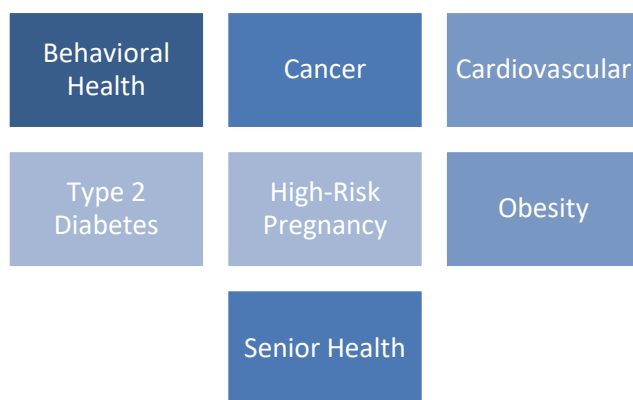 Behavioral
Health
Cancer
Cardiovascular
Type 2
Diabetes
High-Risk
Pregnancy
Obesity
Senior Health